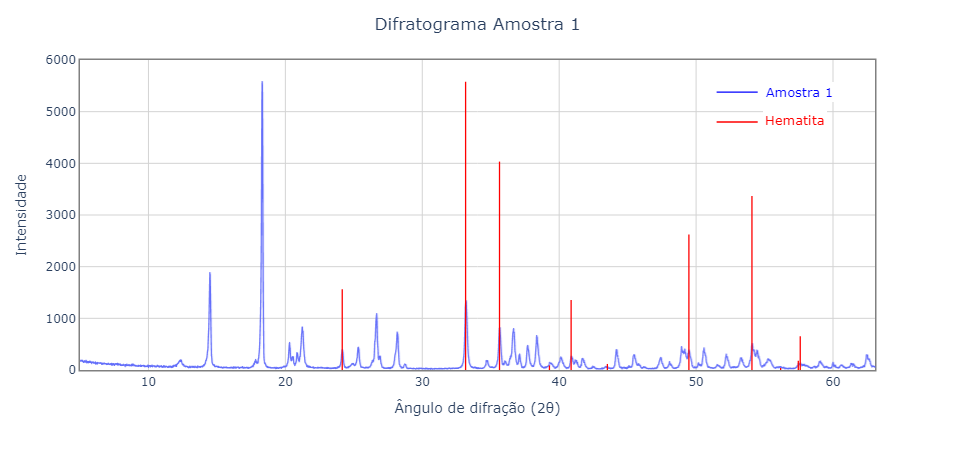 Difratograma Amostra 1
6000
5000
4000
3000
2000
1000
0
Intensidade
Amostra 1
Hematita
10 20 30 40 50 60
Ângulo de difração (2θ)